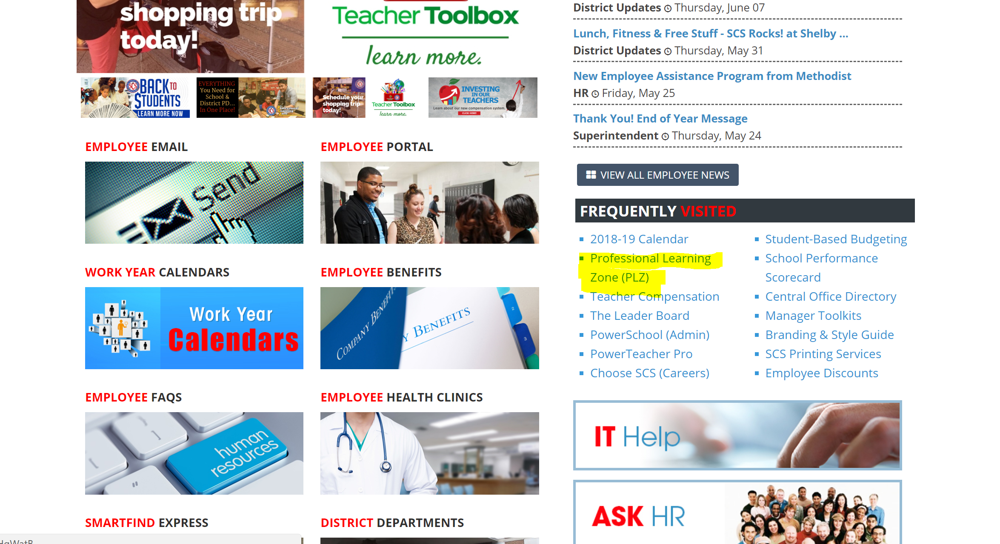 shopping trip
today!
Teacher Toolbox
learn more.
SCS
BACK TO
$TUDENTS
LEARN MORE NOW
EVERYTHING
You Need for
School &
District PD...
In One Place!
SCS
Professional
Learning
Zone
Schedule your
shopping trip
today!
Teacher Toolbox
learn more.
INVESTING
IN OUR
TEACHERS
Learn about our new compensation system.
CLICK HERE!
EMPLOYEE EMAIL
Send
EMPLOYEE PORTAL
WORK YEAR CALENDARS
Work Year
Calendars
EMPLOYEE BENEFITS
COMPANY BENEFITS
Y BENEFITS
2
3
EMPLOYEE FAQS
human
resources
EMPLOYEE HEALTH CLINICS
SMARTFIND EXPRESS
DISTRICT DEPARTMENTS
HgWatB
District Updates Thursday, June 07
Lunch, Fitness & Free Stuff - SCS Rocks! at Shelby ...
District Updates Thursday, May 31
New Employee Assistance Program from Methodist
HR Friday, May 25
Thank You! End of Year Message
Superintendent Thursday, May 24
VIEW ALL EMPLOYEE NEWS
FREQUENTLY VISITED
2018-19 Calendar
Professional Learning
Zone (PLZ)
Teacher Compensation
The Leader Board
PowerSchool (Admin)
PowerTeacher Pro
Choose SCS (Careers)
Student-Based Budgeting
School Performance
Scorecard
Central Office Directory
Manager Toolkits
Branding & Style Guide
SCS Printing Services
Employee Discounts
IT Help
ASK HR